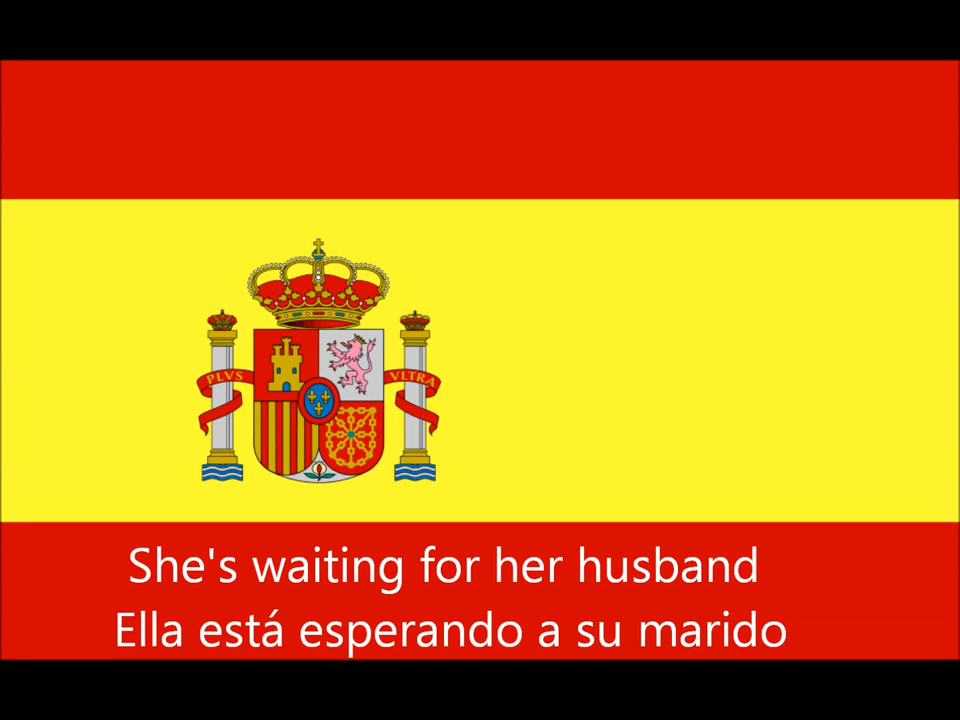 PLVS VLTRA
She's waiting for her husband
Ella está esperando a su marido